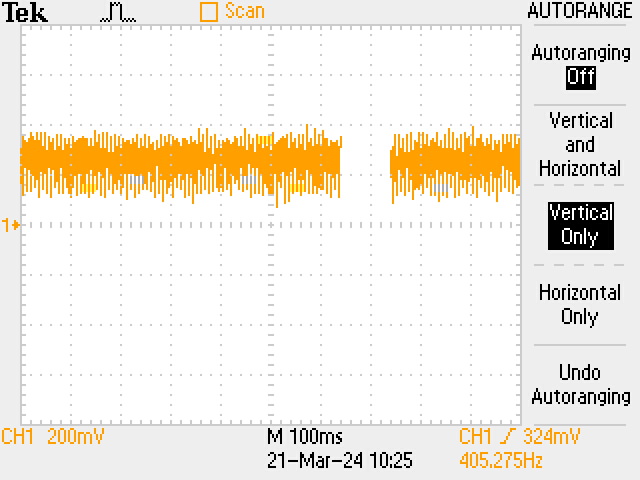 Tek
Scan
AUTORANGE
Autoranging
Off
Vertical
and
Horizontal
Vertical
Only
Horizontal
Only
Undo
Autoranging
1
CH1 200mV
M 100ms
CH1 324mV
21-Mar-24 10:25
405.275Hz